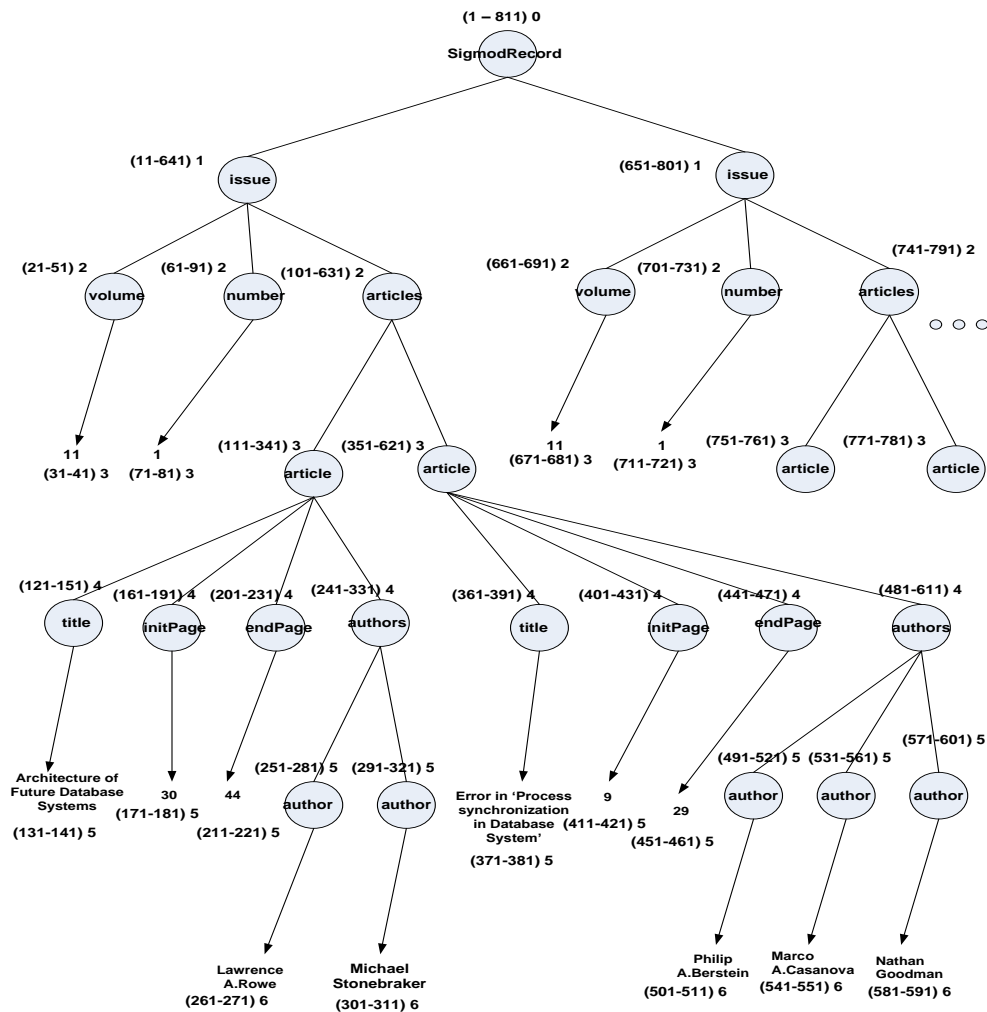 (1 – 811) 0
SigmodRecord
(11-641) 1
issue
(651-801) 1
issue
(21-51) 2
volume
(61-91) 2
number
(101-631) 2
articles
(661-691) 2
volume
(701-731) 2
number
(741-791) 2
articles
11
(31-41) 3
1
(71-81) 3
(111-341) 3
article
(351-621) 3
article
11
(671-681) 3
1
(711-721) 3
(751-761) 3
article
(771-781) 3
article
(121-151) 4
title
(161-191) 4
initPage
(201-231) 4
endPage
(241-331) 4
authors
(361-391) 4
title
(401-431) 4
initPage
(441-471) 4
endPage
(481-611) 4
authors
Architecture of
Future Database
Systems
(131-141) 5
30
(171-181) 5
44
(211-221) 5
(251-281) 5
author
(291-321) 5
author
Error in ‘Process
synchronization
in Database
System’
(371-381) 5
9
(411-421) 5
29
(451-461) 5
(491-521) 5
author
(531-561) 5
author
(571-601) 5
author
Lawrence
A.Rowe
(261-271) 6
Michael
Stonebraker
(301-311) 6
Philip
A.Berstein
(501-511) 6
Marco
A.Casanova
(541-551) 6
Nathan
Goodman
(581-591) 6